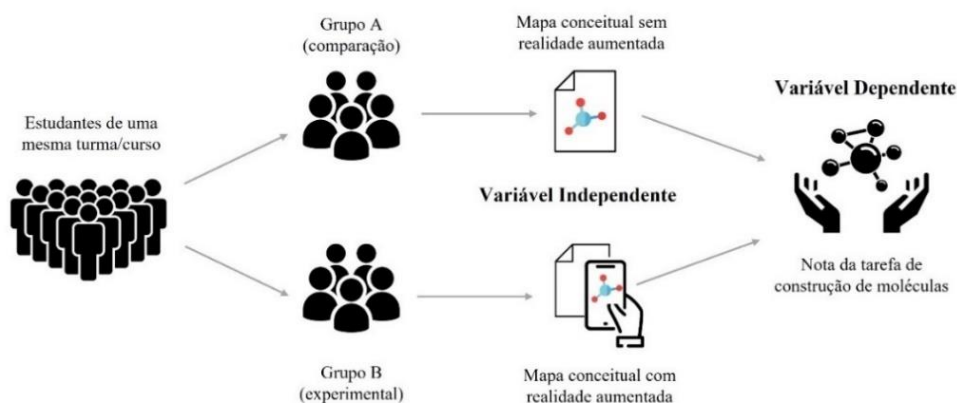 Estudantes de uma
mesma turma/curso
Grupo A
(comparação)
Mapa conceitual sem
realidade aumentada
Variável Independente
Grupo B
(experimental)
Mapa conceitual com
realidade aumentada
Variável Dependente
Nota da tarefa de
construção de moléculas